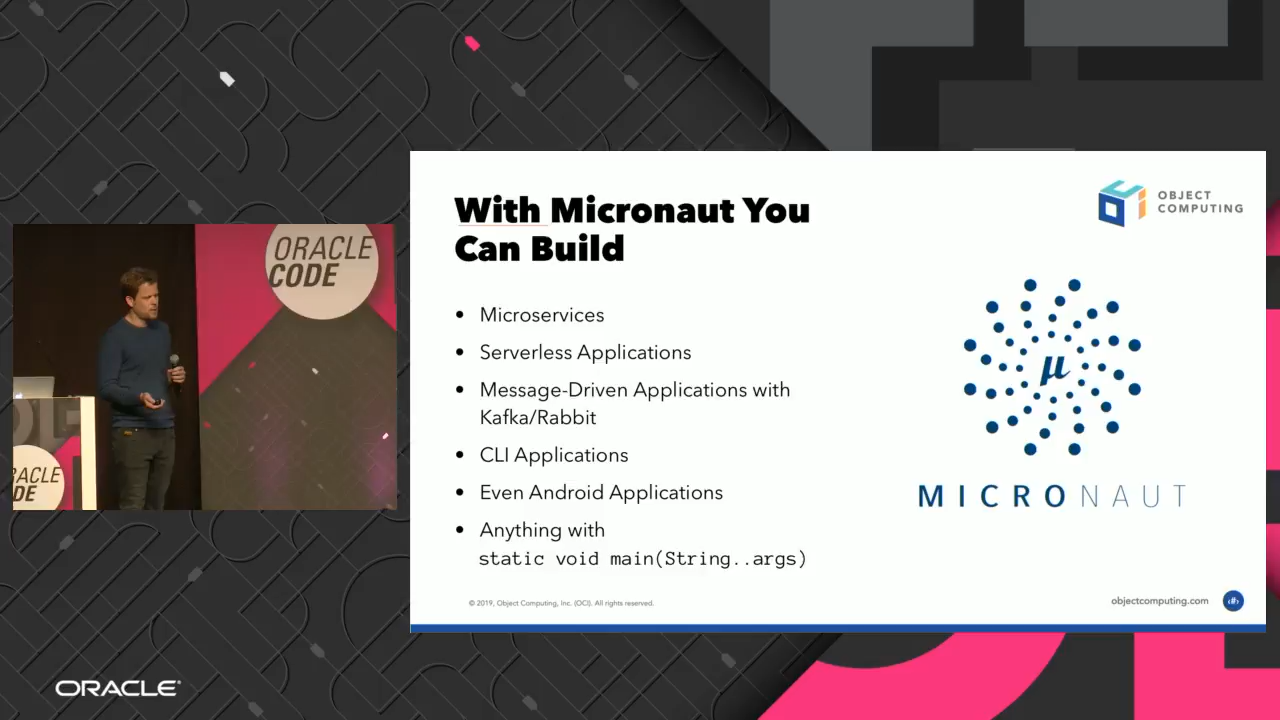 ORACLE
CODE
ACLE
DE
With Micronaut You
Can Build
• Microservices
• Serverless Applications
• Message-Driven Applications with
Kafka/Rabbit
• CLI Applications
• Even Android Applications
• Anything with
static void main(String..args)
OBJECT
COMPUTING
µ
MICRONAUT
© 2019, Object Computing, Inc. (OCI). All rights reserved.
objectcomputing.com
‹#›
ORACLE®